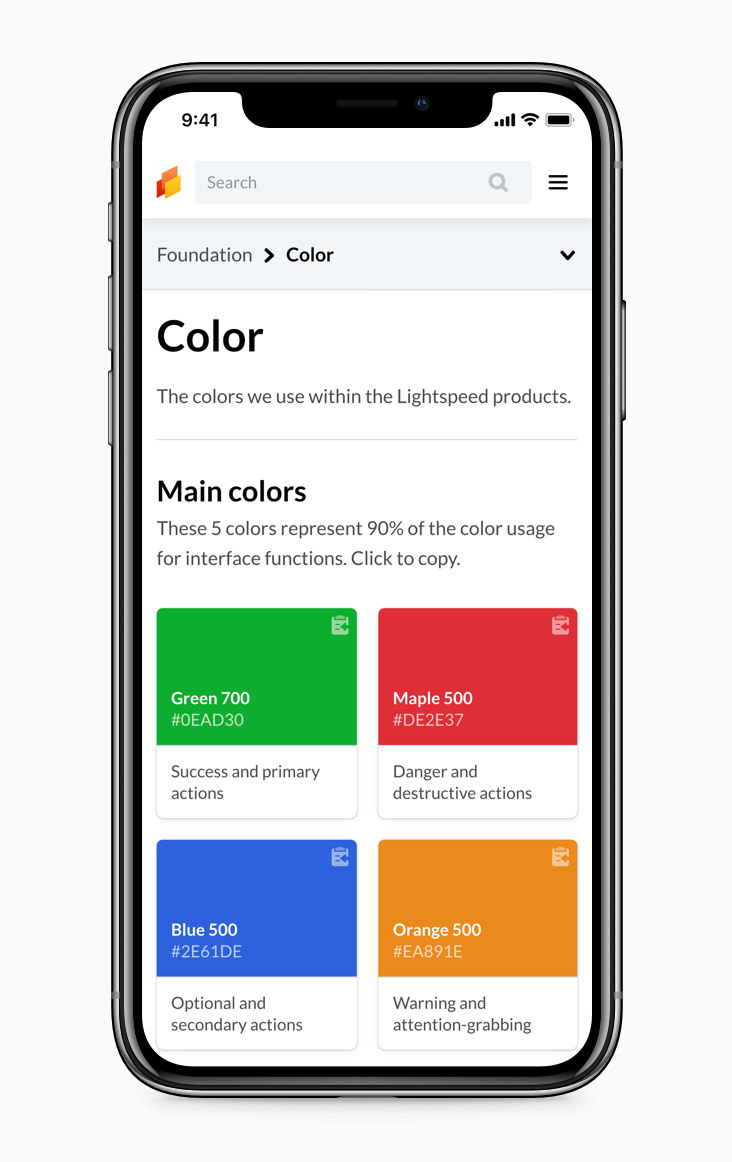 9:41
Search
Foundation Color
Color
The colors we use within the Lightspeed products.
Main colors
These 5 colors represent 90% of the color usage
for interface functions. Click to copy.
Green 700
#0EAD30
Success and primary
actions
Maple 500
#DE2E37
Danger and
destructive actions
Blue 500
#2E61DE
Optional and
secondary actions
Orange 500
#EA891E
Warning and
attention-grabbing